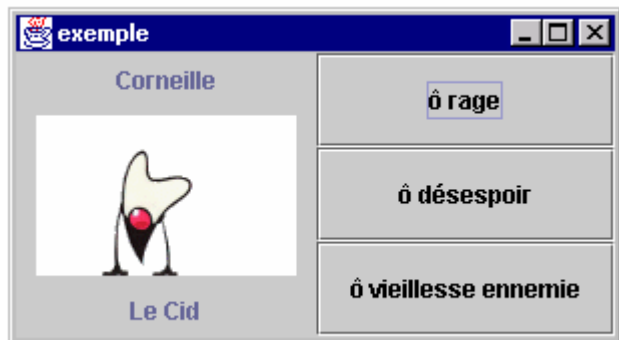 exemple
Corneille
Le Cid
ô rage
ô désespoir
ô vieillesse ennemie